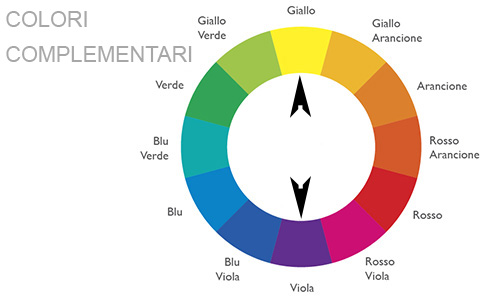 COLORI
COMPLEMENTARI
Giallo
Giallo
Arancione
Arancione
Rosso
Arancione
Rosso
Rosso
Viola
Viola
Blu
Viola
Blu
Blu
Verde
Verde
Giallo
Verde